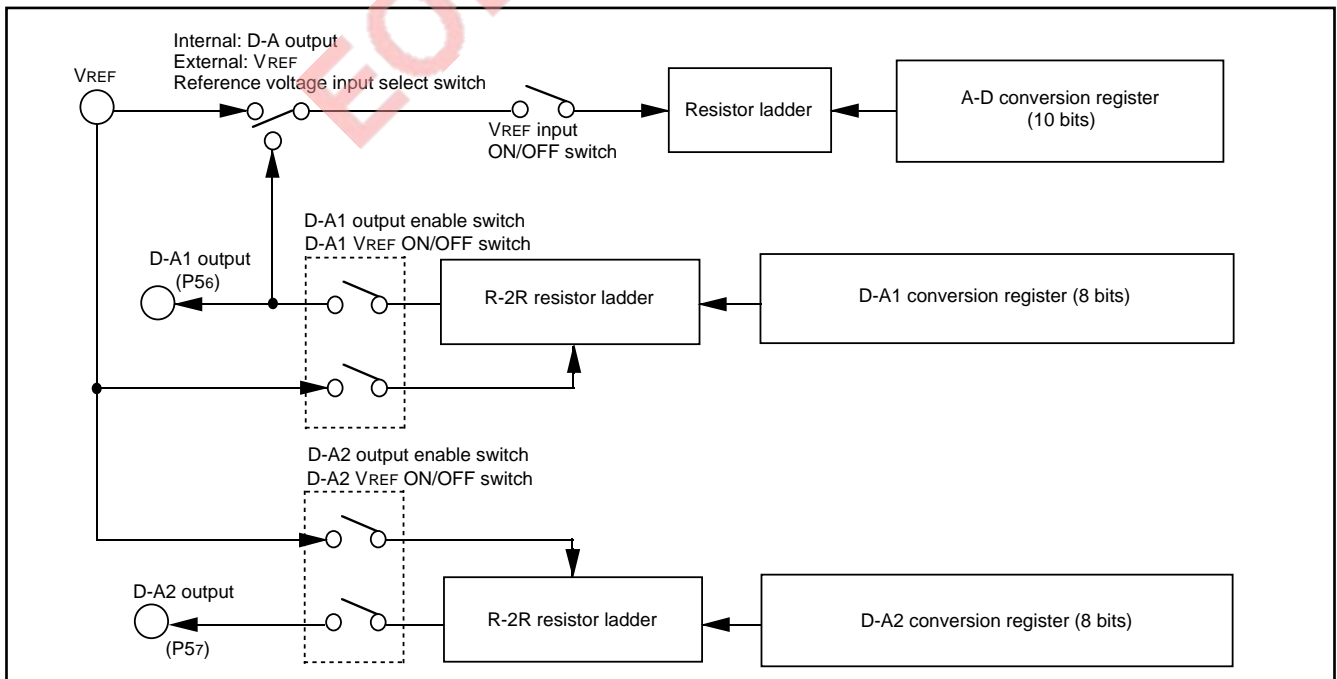 Internal: D-A output
External: VREF
Reference voltage input select switch
VREF
VREF input
ON/OFF switch
Resistor ladder
A-D conversion register
(10 bits)
D-A1 output enable switch
D-A1 VREF ON/OFF switch
D-A1 output
(P56)
R-2R resistor ladder
D-A1 conversion register (8 bits)
D-A2 output enable switch
D-A2 VREF ON/OFF switch
D-A2 output
(P57)
R-2R resistor ladder
D-A2 conversion register (8 bits)